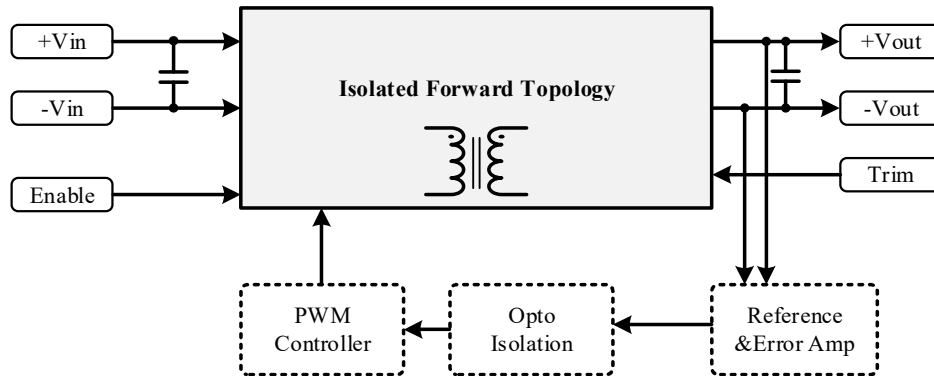 +Vin
+Vout
Isolated Forward Topology
-Vin
-Vout
Enable
Trim
PWM
Controller
Opto
Isolation
Reference
&Error Amp